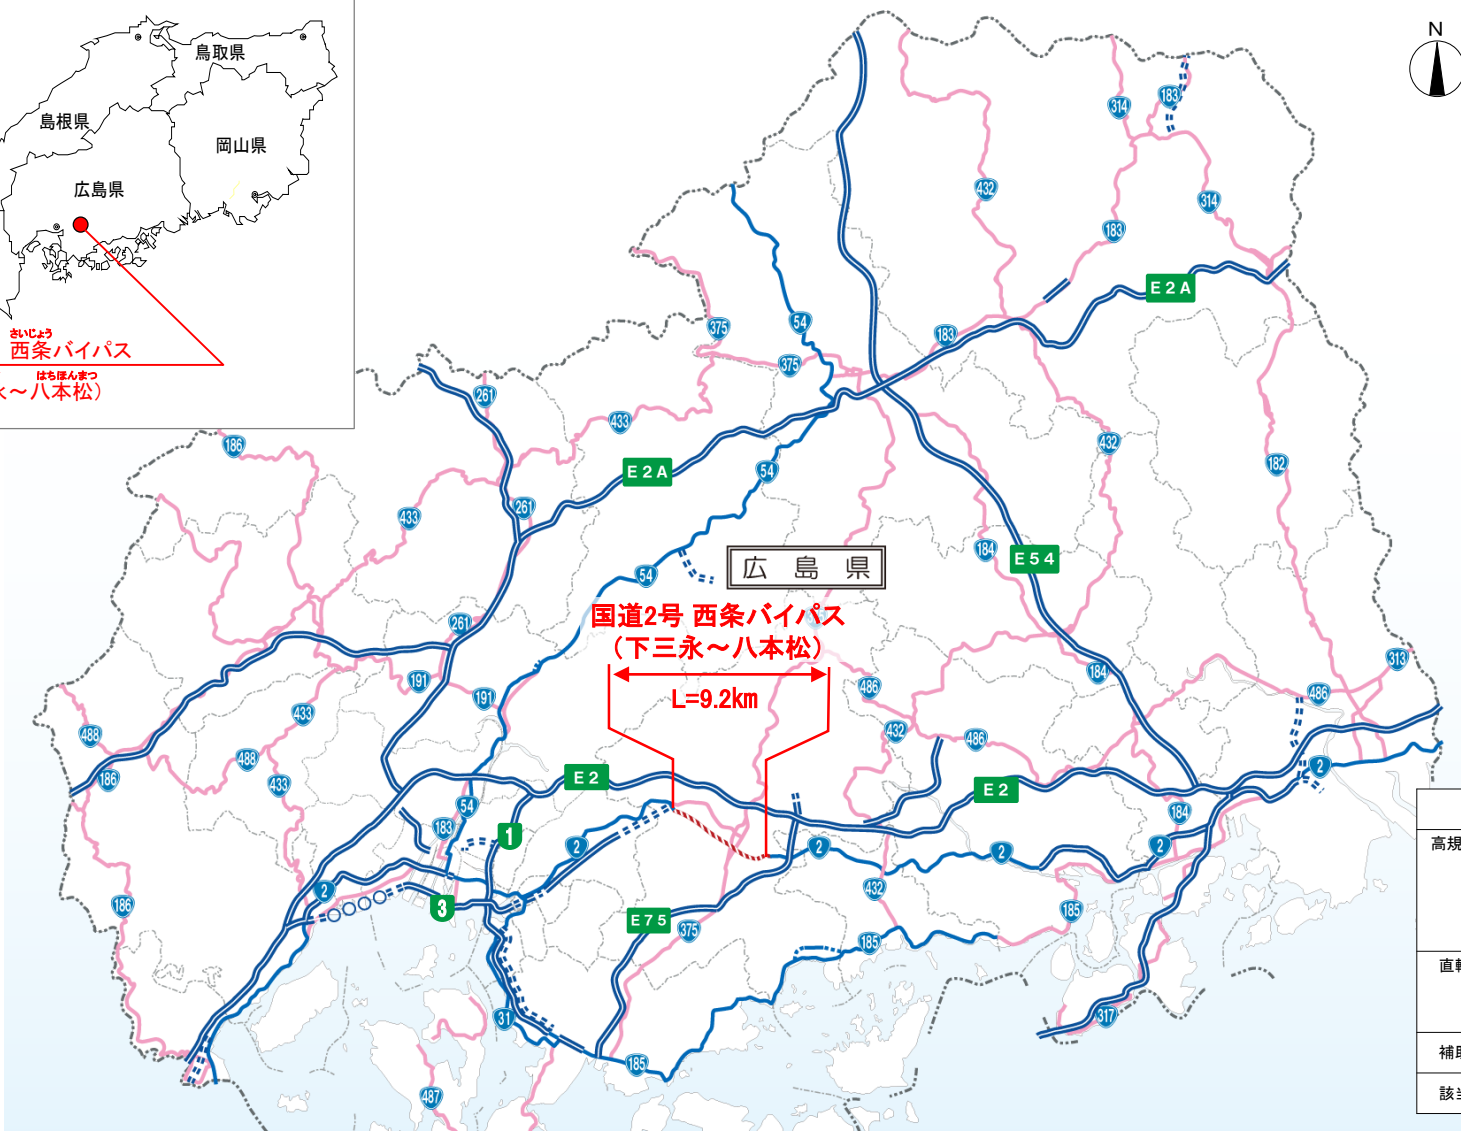 鳥取県
島根県
岡山県
広島県
さいじょう
西条バイパス
はちほんまつ
～八本松）
N
314
183
432
314
183
E2A
54
375
183
375
261
433
432
186
E2A
54
182
261
433
184
E54
広島県
54
国道2号 西条バイパス
（下三永～八本松）
L=9.2km
261
313
191
184
486
191
486
433
432
486
488
488
186
433
E2
E2
2
54
184
183
1
2
2
2
2
2
432
186
3
185
E75
375
185
31
317
185
487
高規
直轄
補助
該当